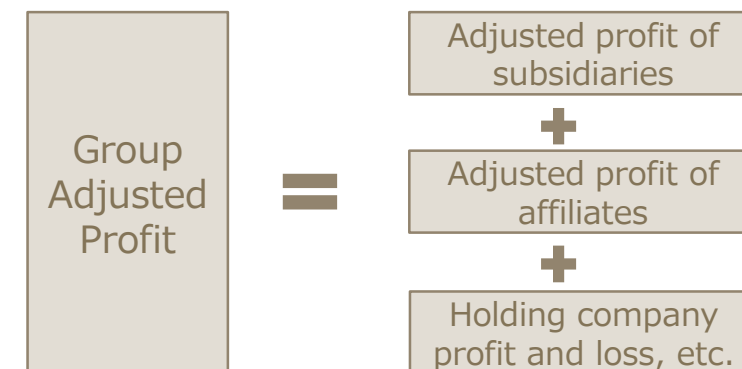 Group
Adjusted
Profit
=
Adjusted profit of
subsidiaries
+
Adjusted profit of
affiliates
+
Holding company
profit and loss, etc.